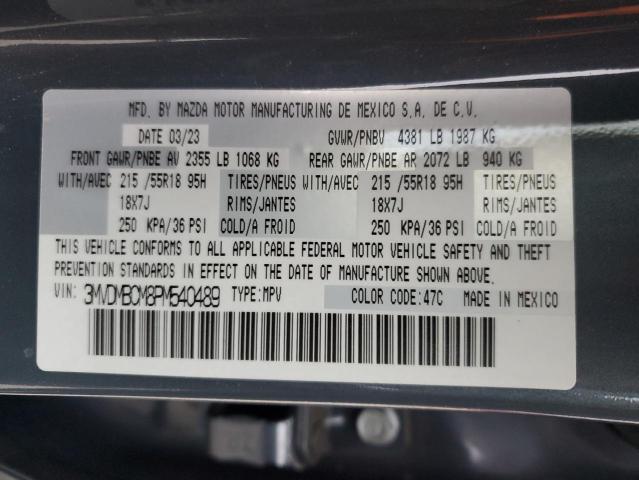 MFD. BY MAZDA MOTOR MANUFACTURING DE MEXICO S.A. DE C.V.
DATE 03/23 GVWR/PNBV 4381 LB 1987 KG
FRONT GAWR/PNBE AV 2355 LB 1068 KG REAR GAWR/PNBE AR 2072 LB 940 KG
WITH/AVEC 215 /55R18 95H TIRES/PNEUS WITH/AVEC 215 /55R18 95H TIRES/PNEUS
18X7J RIMS/JANTES 18X7J RIMS/JANTES
250 KPA/36 PSI COLD/A FROID 250 KPA/36 PSI COLD/A FROID
THIS VEHICLE CONFORMS TO ALL APPLICABLE FEDERAL MOTOR VEHICLE SAFETY AND THEFT
PREVENTION STANDARDS IN EFFECT ON THE DATE OF MANUFACTURE SHOWN ABOVE.
VIN: 3MVDMBCM8PM540489 TYPE:MPV COLOR CODE:47C MADE IN MEXICO